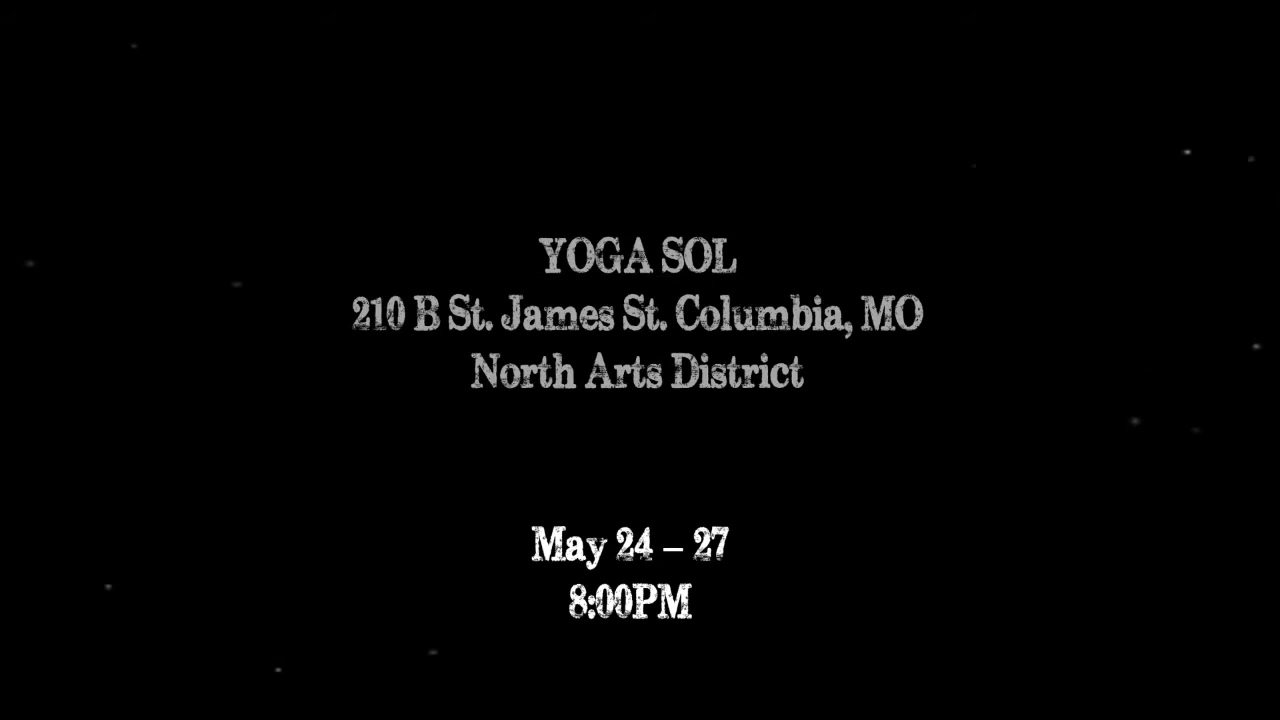 YOGA SOL
210 B St. James St. Columbia, MO
North Arts District
May 24 – 27
8:00PM